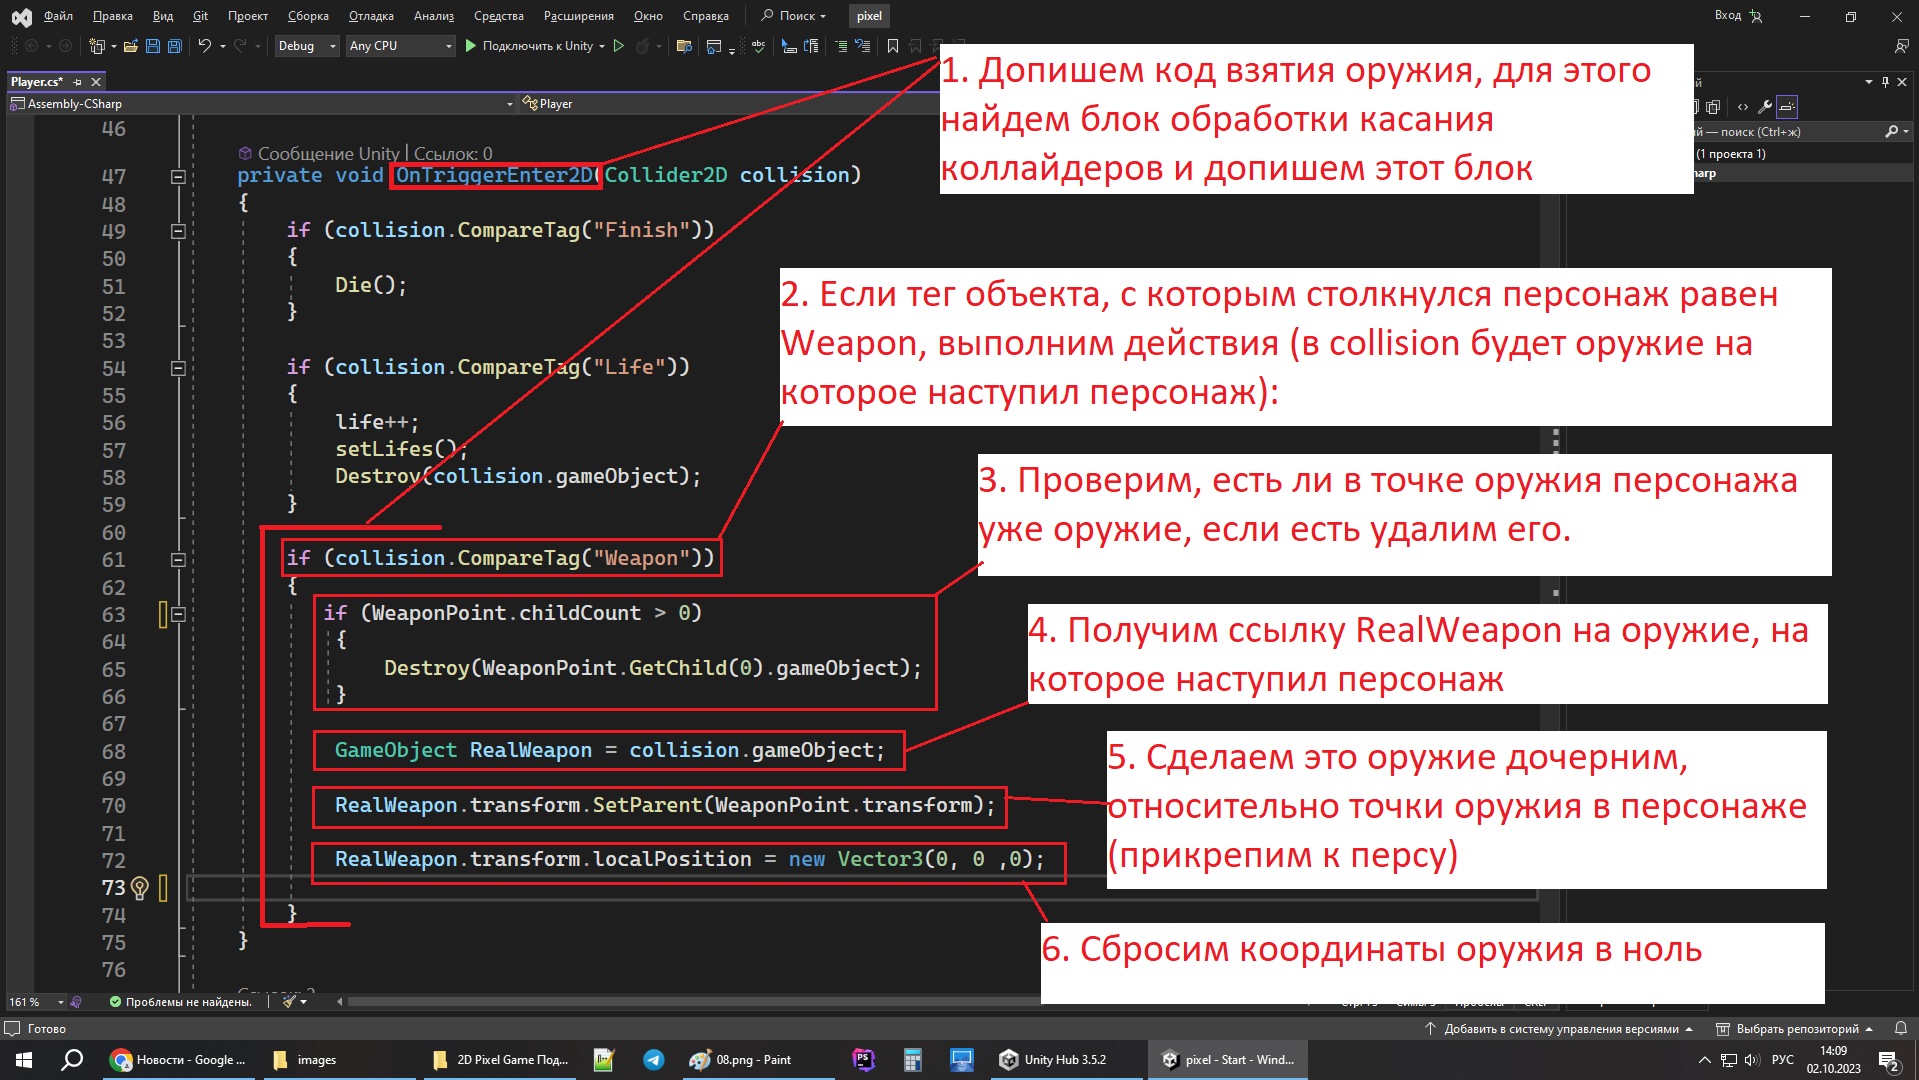 Файл Правка Вид Git Проект Сборка Отладка Анализ Средства Расширения Окно Справка Поиск pixel Вход
Debug Any CPU Подключить к Unity
Player.cs*
Assembly-CSharp Player
1. Допишем код взятия оружия, для этого
найдем блок обработки касания
коллайдеров и допишем этот блок
— поиск (Ctrl+ж)
(1 проекта 1)
46
Сообщение Unity | Ссылок: 0
47 private void OnTriggerEnter2D(Collider2D collision)
48 {
49 if (collision.CompareTag("Finish"))
50 {
51 Die();
52 }
53
54 if (collision.CompareTag("Life"))
55 {
56 life++;
57 setLifes();
58 Destroy(collision.gameObject);
59 }
60
61 if (collision.CompareTag("Weapon"))
62 {
63 if (WeaponPoint.childCount > 0)
64 {
65 Destroy(WeaponPoint.GetChild(0).gameObject);
66 }
67
68 GameObject RealWeapon = collision.gameObject;
69
70 RealWeapon.transform.SetParent(WeaponPoint.transform);
71
72 RealWeapon.transform.localPosition = new Vector3(0, 0 ,0);
73
74 }
75 }
76
2. Если тег объекта, с которым столкнулся персонаж равен
Weapon, выполним действия (в collision будет оружие на
которое наступил персонаж):
3. Проверим, есть ли в точке оружия персонажа
уже оружие, если есть удалим его.
4. Получим ссылку RealWeapon на оружие, на
которое наступил персонаж
5. Сделаем это оружие дочерним,
относительно точки оружия в персонаже
(прикрепим к персу)
6. Сбросим координаты оружия в ноль
161 % Проблемы не найдены.
Готово Добавить в систему управления версиями Выбрать репозиторий
Новости - Google ... images 2D Pixel Game Под... 08.png - Paint Unity Hub 3.5.2 pixel - Start - Wind... РУС 14:09
02.10.2023 2